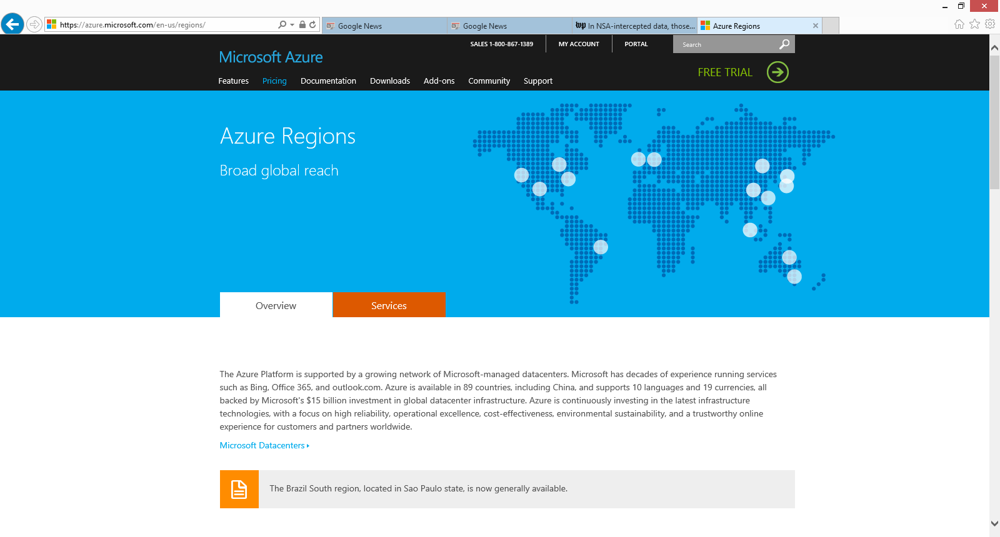 https://azure.microsoft.com/en-us/regions/
Google News
Google News
wp In NSA-intercepted data, those...
Azure Regions
SALES 1-800-867-1389
MY ACCOUNT
PORTAL
Search
Microsoft Azure
FREE TRIAL
Features Pricing Documentation Downloads Add-ons Community Support
Azure Regions
Broad global reach
Overview
Services
The Azure Platform is supported by a growing network of Microsoft-managed datacenters. Microsoft has decades of experience running services
such as Bing, Office 365, and outlook.com. Azure is available in 89 countries, including China, and supports 10 languages and 19 currencies, all
backed by Microsoft's $15 billion investment in global datacenter infrastructure. Azure is continuously investing in the latest infrastructure
technologies, with a focus on high reliability, operational excellence, cost-effectiveness, environmental sustainability, and a trustworthy online
experience for customers and partners worldwide.
Microsoft Datacenters
The Brazil South region, located in Sao Paulo state, is now generally available.